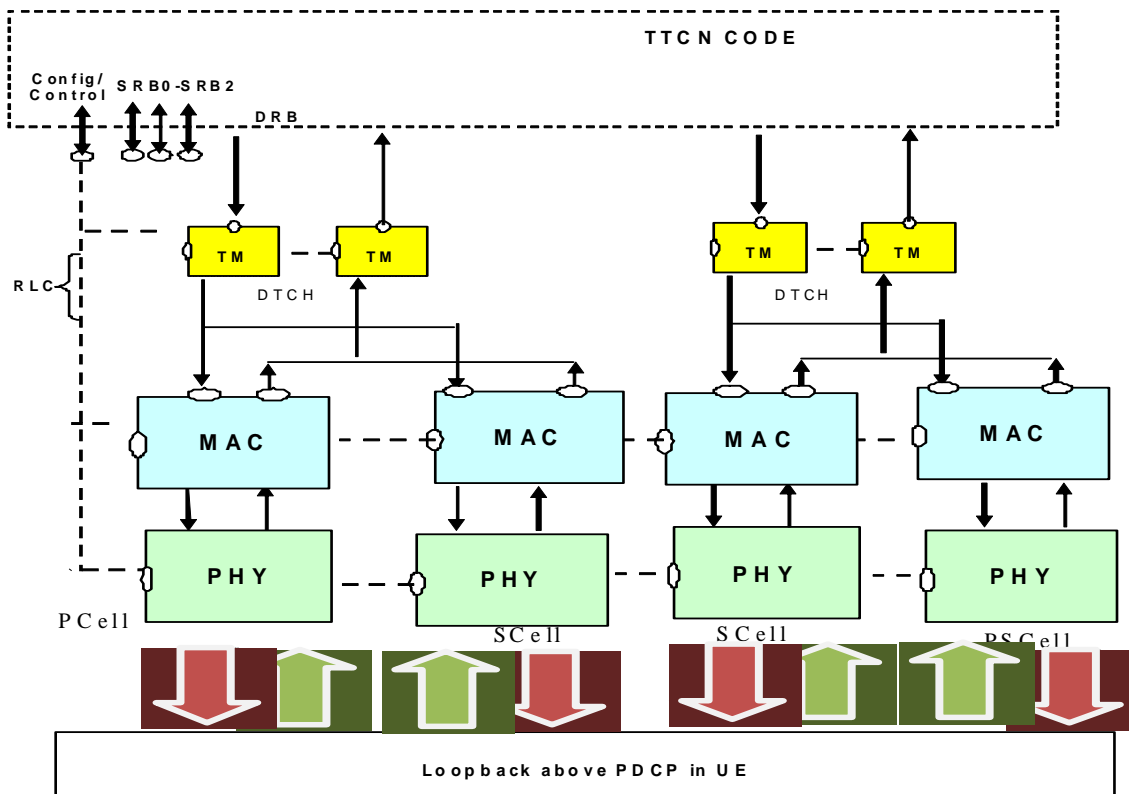 TTCN CODE
Config/
Control
SRB0-SRB2
DRB
TM
TM
TM
TM
RLC
DTCH
DTCH
MAC
MAC
MAC
MAC
PHY
PHY
PHY
PHY
PCell
SCell
SCell
PSCell
Loopback above PDCP in UE